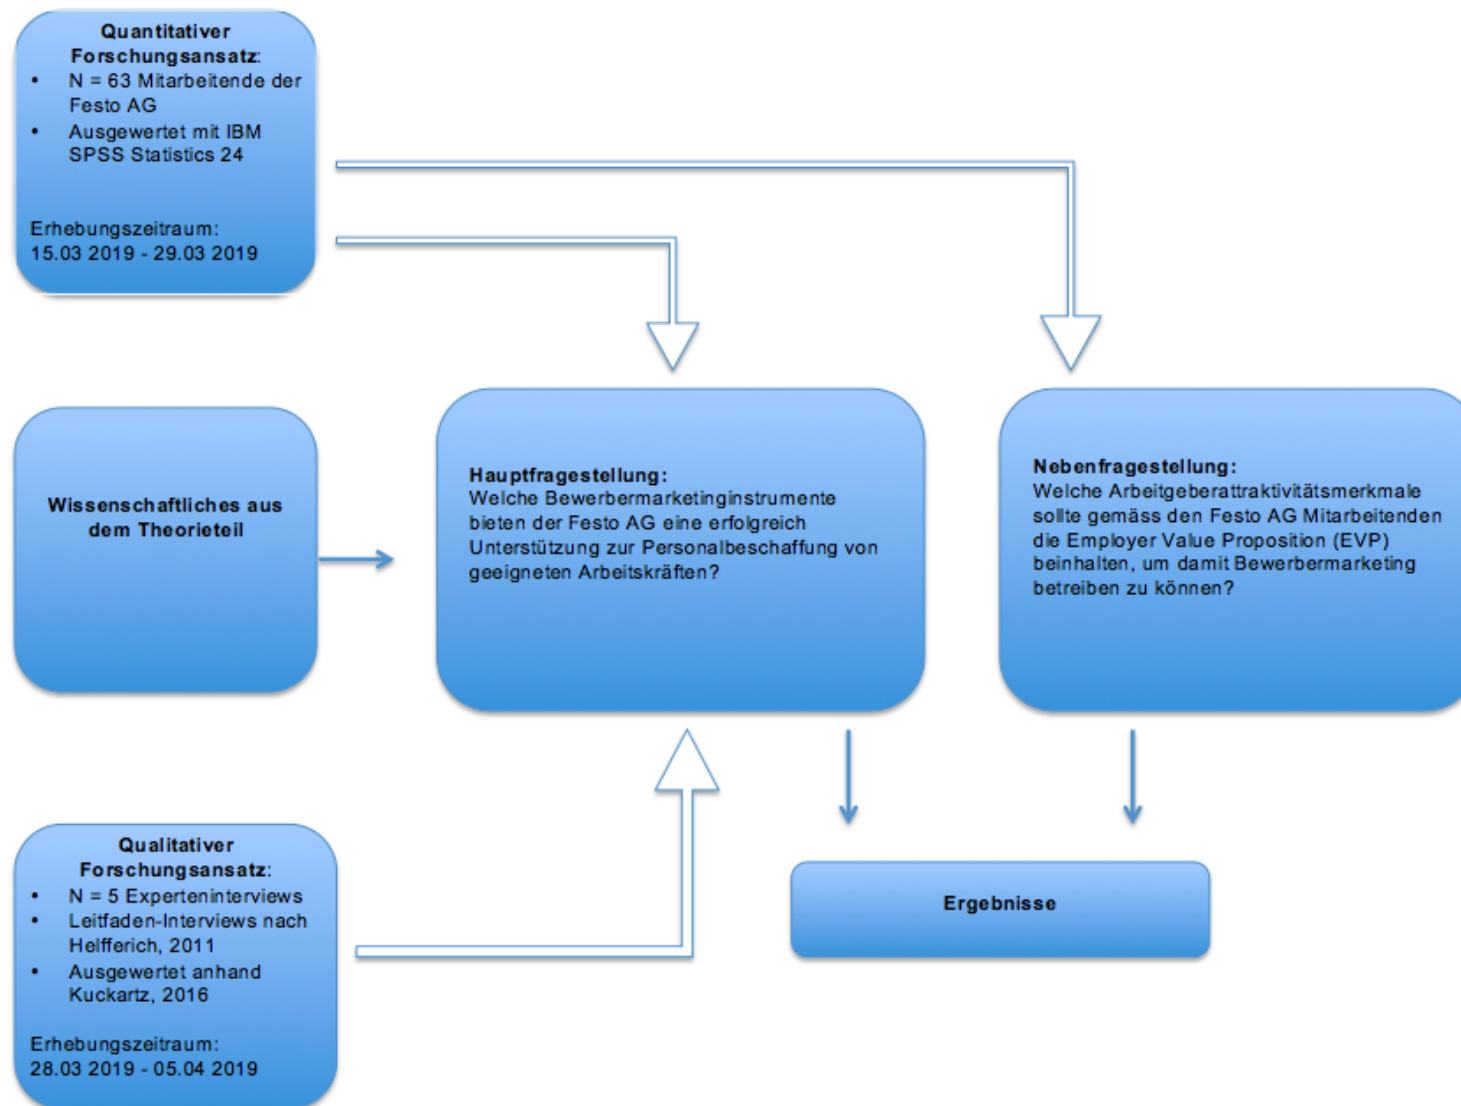 Quantitativer
Forschungsansatz:
• N = 63 Mitarbeitende der
Festo AG
• Ausgewertet mit IBM
SPSS Statistics 24
Erhebungszeitraum:
15.03 2019 - 29.03 2019
Wissenschaftliches aus
dem Theorieteil
Hauptfragestellung:
Welche Bewerbermarketinginstrumente
bieten der Festo AG eine erfolgreich
Unterstützung zur Personalbeschaffung von
geeigneten Arbeitskräften?
Nebenfragestellung:
Welche Arbeitgeberattraktivitätsmerkmale
sollte gemäss den Festo AG Mitarbeitenden
die Employer Value Proposition (EVP)
beinhalten, um damit Bewerbermarketing
betreiben zu können?
Qualitativer
Forschungsansatz:
• N = 5 Experteninterviews
• Leitfaden-Interviews nach
Helfferich, 2011
• Ausgewertet anhand
Kuckartz, 2016
Erhebungszeitraum:
28.03 2019 - 05.04 2019
Ergebnisse